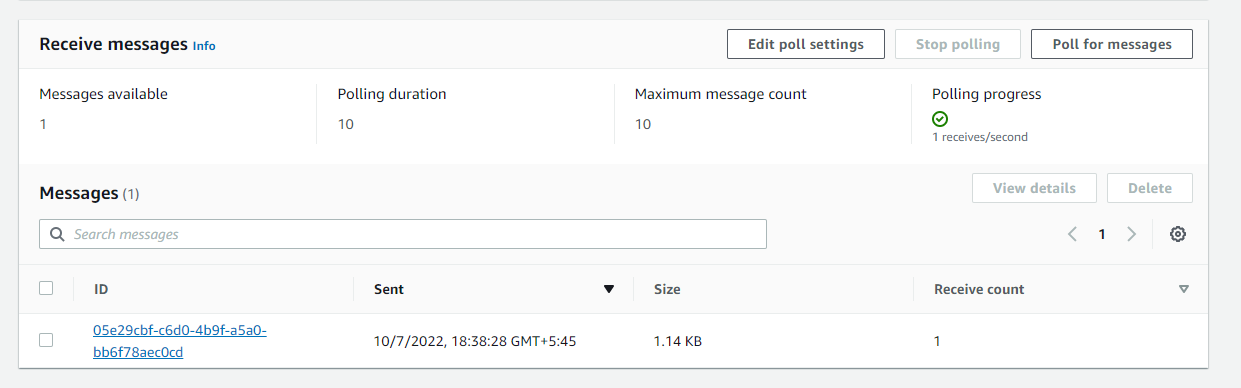 Receive messages Info
Edit poll settings
Stop polling
Poll for messages
Messages available
1
Polling duration
10
Maximum message count
10
Polling progress
1 receives/second
Messages (1)
View details
Delete
Search messages
1
ID
Sent
Size
Receive count
05e29cbf-c6d0-4b9f-a5a0-
bb6f78aec0cd
10/7/2022, 18:38:28 GMT+5:45
1.14 KB
1